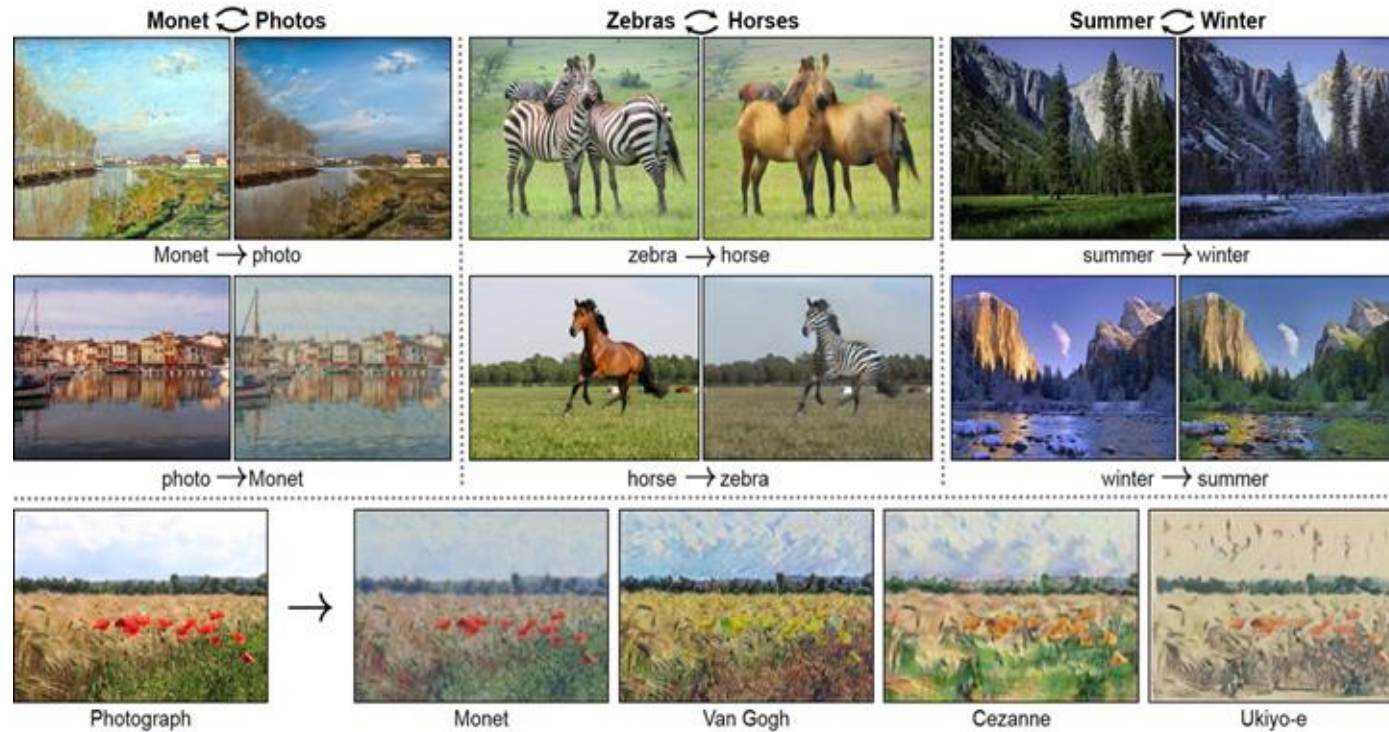 Monet Photos
Zebras Horses
Summer Winter
Monet → photo
zebra → horse
summer → winter
photo → Monet
horse → zebra
winter → summer
→
Photograph
Monet
Van Gogh
Cezanne
Ukiyo-e